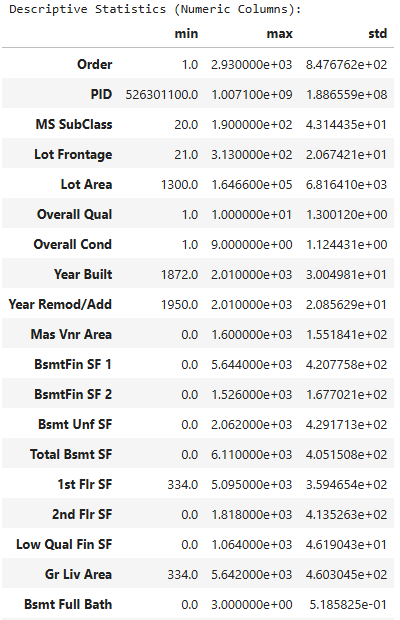 Descriptive Statistics (Numeric Columns):
min max std
Order 1.0 2.930000e+03 8.476762e+02
PID 526301100.0 1.007100e+09 1.886559e+08
MS SubClass 20.0 1.900000e+02 4.314435e+01
Lot Frontage 21.0 3.130000e+02 2.067421e+01
Lot Area 1300.0 1.646600e+05 6.816410e+03
Overall Qual 1.0 1.000000e+01 1.300120e+00
Overall Cond 1.0 9.000000e+00 1.124431e+00
Year Built 1872.0 2.010000e+03 3.004981e+01
Year Remod/Add 1950.0 2.010000e+03 2.085629e+01
Mas Vnr Area 0.0 1.600000e+03 1.551841e+02
BsmtFin SF 1 0.0 5.644000e+03 4.207758e+02
BsmtFin SF 2 0.0 1.526000e+03 1.677021e+02
Bsmt Unf SF 0.0 2.062000e+03 4.291713e+02
Total Bsmt SF 0.0 6.110000e+03 4.051508e+02
1st Flr SF 334.0 5.095000e+03 3.594654e+02
2nd Flr SF 0.0 1.818000e+03 4.135263e+02
Low Qual Fin SF 0.0 1.064000e+03 4.619043e+01
Gr Liv Area 334.0 5.642000e+03 4.603045e+02
Bsmt Full Bath 0.0 3.000000e+00 5.185825e-01